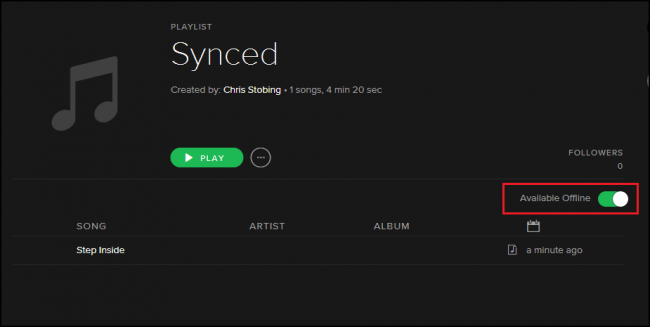 PLAYLIST
Synced
Created by: Chris Stobing • 1 songs, 4 min 20 sec
PLAY
FOLLOWERS
0
Available Offline
SONG ARTIST ALBUM
Step Inside a minute ago